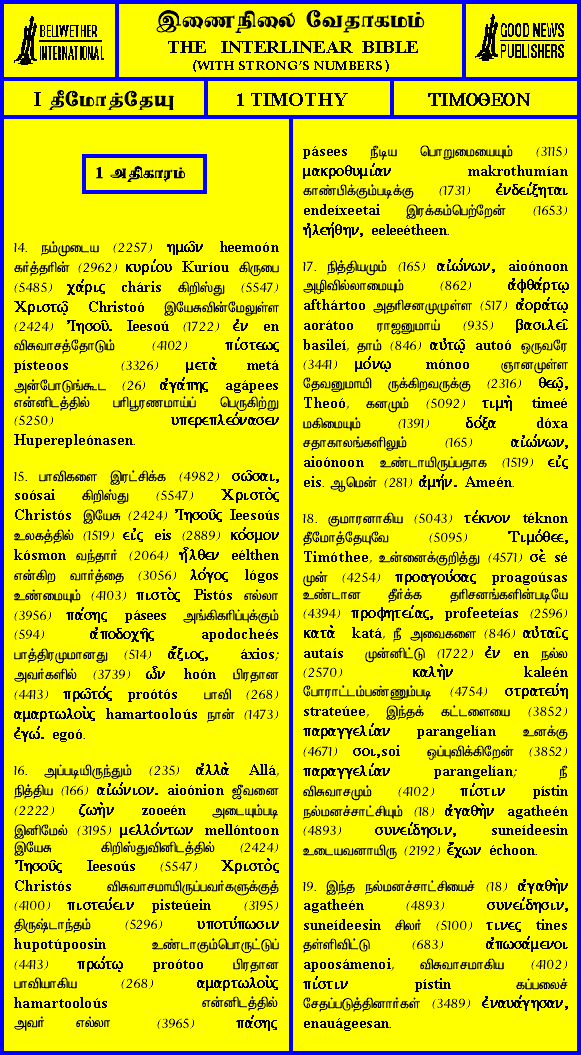 BELLWETHER
INTERNATIONAL
இணைநிலை வேதாகமம்
THE INTERLINEAR BIBLE
(WITH STRONG'S NUMBERS)
GOOD NEWS
PUBLISHERS
I தீமோத்தேயு
1 TIMOTHY
ΤΙΜΟΘΕΟΝ
1 அதிகாரம்
14. நம்முடைய (2257) ημω̃ν heemoón
கர்த்தரின் (2962) κυρίου Kuríou கிருபை
(5485) χάρις cháris கிறிஸ்து (5547)
Χριστω̃ Christoó இயேசுவின்மேலுள்ள
(2424) Ἰησου̃. Ieesoú (1722) ἐν en
விசுவாசத்தோடும் (4102) πίστεως
písteoos (3326) μετὰ metá
அன்போடுங்கூட (26) ἀγάπης agápees
என்னிடத்தில் பரிபூரணமாய்ப் பெருகிற்று
(5250) υπερεπλεόνασεν
Huperepleónasen.
15. பாவிகளை இரட்சிக்க (4982) σω̃σαι,
soósai கிறிஸ்து (5547) Χριστὸς
Christós இயேசு (2424) Ἰησου̃ς Ieesoús
உலகத்தில் (1519) εἰς eis (2889) κόσμον
kósmon வந்தார் (2064) ἠ̃λθεν eélthen
என்கிற வார்த்தை (3056) λόγος lógos
உண்மையும் (4103) πιστὸς Pistós எல்லா
(3956) πάσης pásees அங்கிகரிப்புக்கும்
(594) ἀποδοχη̃ς apodocheés
பாத்திரமுமானது (514) ἄξιος, áxios;
அவர்களில் (3739) ὡ̃ν hoón பிரதான
(4413) πρω̃τός proótós பாவி (268)
αμαρτωλοὺς hamartooloús நான் (1473)
ἐγώ. egoó.
16. அப்படியிருந்தும் (235) ἀλλὰ Allá,
நித்திய (166) αἰώνιον. aioónion ஜீவனை
(2222) ζωὴν zooeén அடையும்படி
இனிமேல் (3195) μελλόντων mellóntoon
இயேசு கிறிஸ்துவினிடத்தில் (2424)
Ἰησου̃ς Ieesoús (5547) Χριστὸς
Christós விசுவாசமாயிருப்பவர்களுக்குத்
(4100) πιστεύειν pisteúein (3195)
திருஷ்டாந்தம் (5296) υποτύπωσιν
hupotúpoosin உண்டாகும்பொருட்டுப்
(4413) πρώτῳ proótoo பிரதான
பாவியாகிய (268) αμαρτωλοὺς
hamartooloús என்னிடத்தில்
அவர் எல்லா (3965) πάσης
pásees நீடிய பொறுமையையும் (3115)
μακροθυμίαν makrothumían
காண்பிக்கும்படிக்கு (1731) ἐνδείξηται
endeíxeetai இரக்கம்பெற்றேன் (1653)
ἠλεήθην, eeleeétheen.
17. நித்தியமும் (165) αἰώνων, aioónoon
அழிவில்லாமையும் (862) ἀφθάρτῳ
afthártoo அதரிசனமுமுள்ள (517) ἀοράτῳ
aorátoo ராஜனுமாய் (935) βασιλει̃
basileí, தாம் (846) αὐτω̃ autoó ஒருவரே
(3441) μόνῳ mónoo ஞானமுள்ள
தேவனுமாயி ருக்கிறவருக்கு (2316) θεω̃,
Theoó, கனமும் (5092) τιμὴ timeé
மகிமையும் (1391) δόξα dóxa
சதாகாலங்களிலும் (165) αἰώνων,
aioónoon உண்டாயிருப்பதாக (1519) εἰς
eis. ஆமென் (281) ἀμήν. Ameén.
18. குமாரனாகிய (5043) τέκνον téknon
தீமோத்தேயுவே (5095) Τιμόθεε,
Timóthee, உன்னைக்குறித்து (4571) σὲ sé
முன் (4254) προαγούσας proagoúsas
உண்டான தீர்க்க தரிசனங்களின்படியே
(4394) προφητείας, profeeteías (2596)
κατὰ katá, நீ அவைகளை (846) αὐται̃ς
autaís முன்னிட்டு (1722) ἐν en நல்ல
(2570) καλὴν kaleén
போராட்டம்பண்ணும்படி (4754) στρατεύη
strateúee, இந்தக் கட்டளையை (3852)
παραγγελίαν parangelían உனக்கு
(4671) σοι,soi ஒப்புவிக்கிறேன் (3852)
παραγγελίαν parangelían; நீ
விசுவாசமும் (4102) πίστιν pístin
நல்மனச்சாட்சியும் (18) ἀγαθὴν agatheén
(4893) συνείδησιν, suneídeesin
உடையவனாயிரு (2192) ἔχων échoon.
19. இந்த நல்மனச்சாட்சியைச் (18) ἀγαθὴν
agatheén (4893) συνείδησιν,
suneídeesin சிலர் (5100) τινες tines
தள்ளிவிட்டு (683) ἀπωσάμενοι
apoosámenoi, விசுவாசமாகிய (4102)
πίστιν pístin கப்பலைச்
சேதப்படுத்தினார்கள் (3489) ἐναυάγησαν,
enauágeesan.